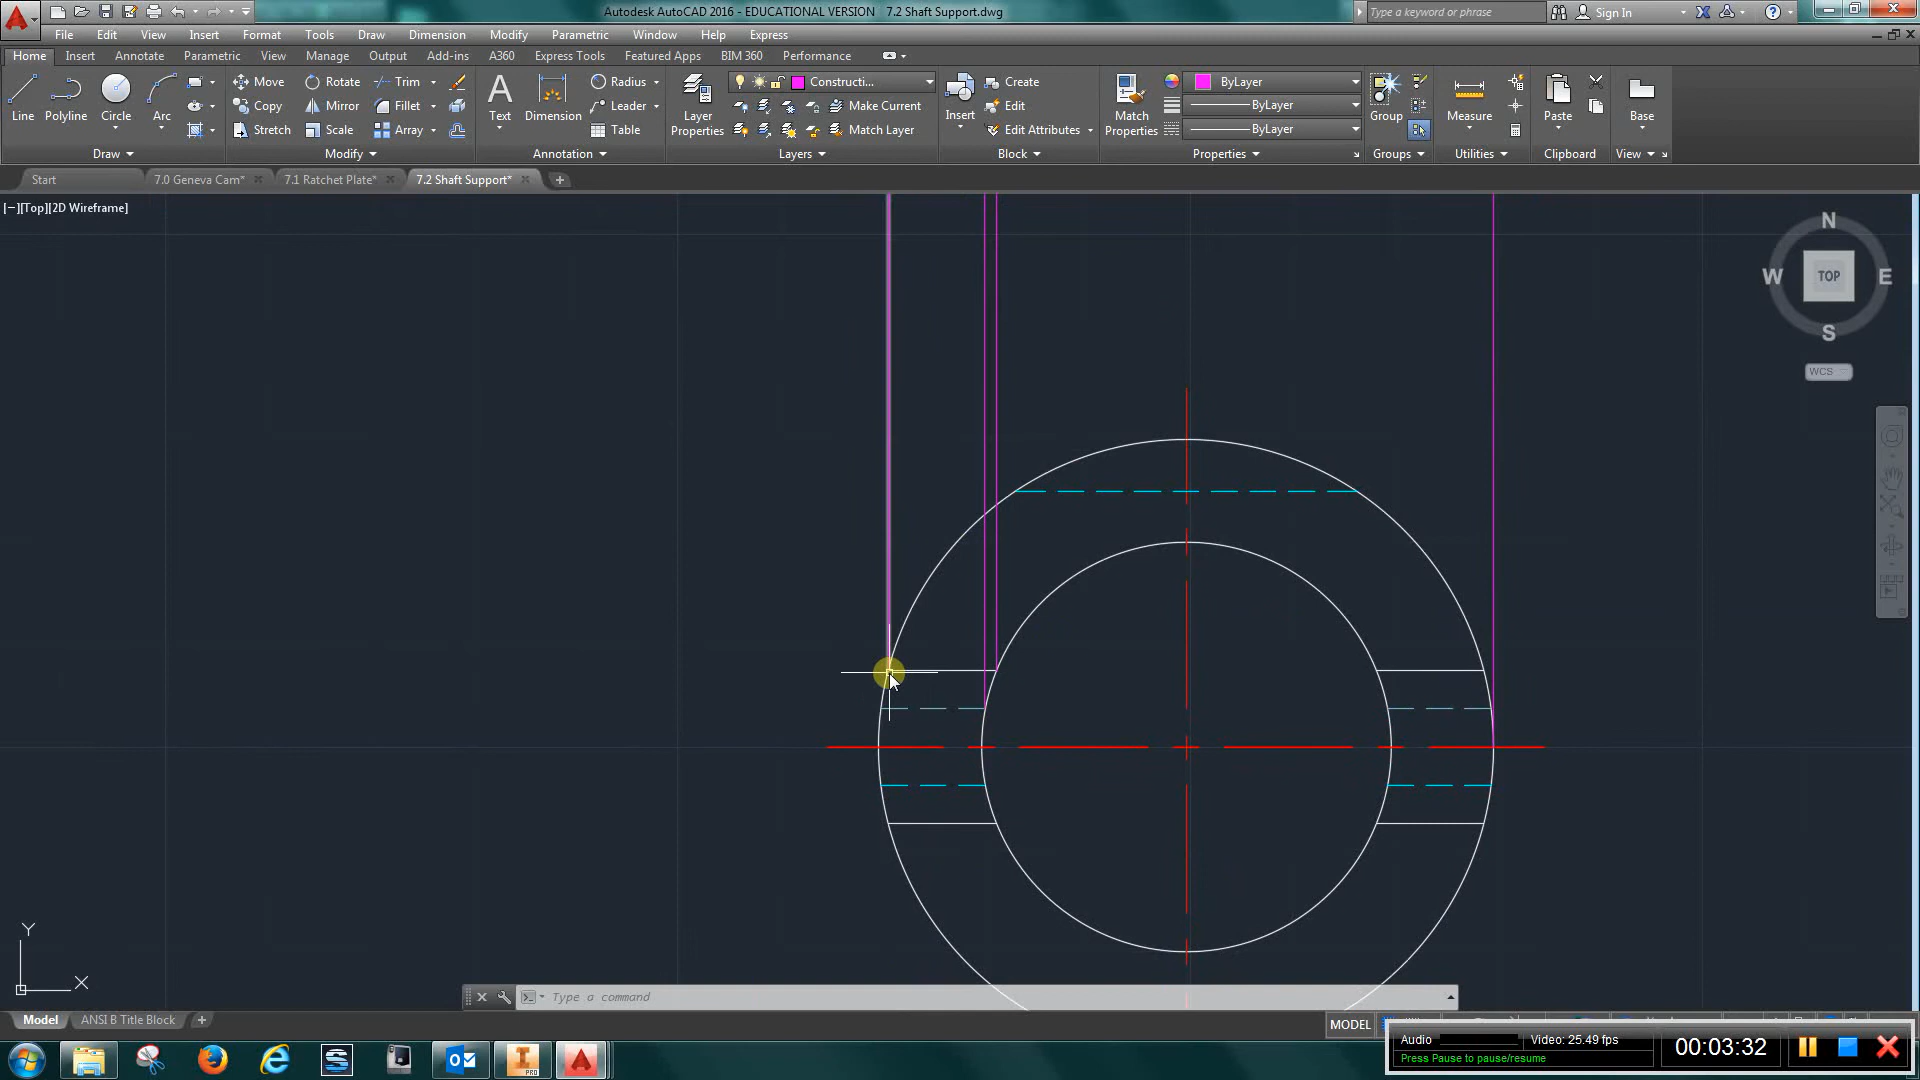 Autodesk AutoCAD 2016 - EDUCATIONAL VERSION 7.2 Shaft Support.dwg
Type a keyword or phrase
Sign In
File Edit View Insert Format Tools Draw Dimension Modify Parametric Window Help Express
Home Insert Annotate Parametric View Manage Output Add-ins A360 Express Tools Featured Apps BIM 360 Performance
Line Polyline Circle Arc
Move Rotate Trim
Copy Mirror Fillet
Stretch Scale Array
Text Dimension
Radius
Leader
Table
Layer Properties
Constructi...
Make Current
Match Layer
Insert
Create
Edit
Edit Attributes
Match Properties
ByLayer
ByLayer
ByLayer
Group
Measure
Paste
Base
Draw Modify Annotation Layers Block Properties Groups Utilities Clipboard View
Start 7.0 Geneva Cam* 7.1 Ratchet Plate* 7.2 Shaft Support*
[−][Top][2D Wireframe]
N
W TOP E
S
WCS
Y
X
Type a command
Model ANSI B Title Block
MODEL
Audio Video: 25.49 fps
Press Pause to pause/resume
00:03:32
PRO